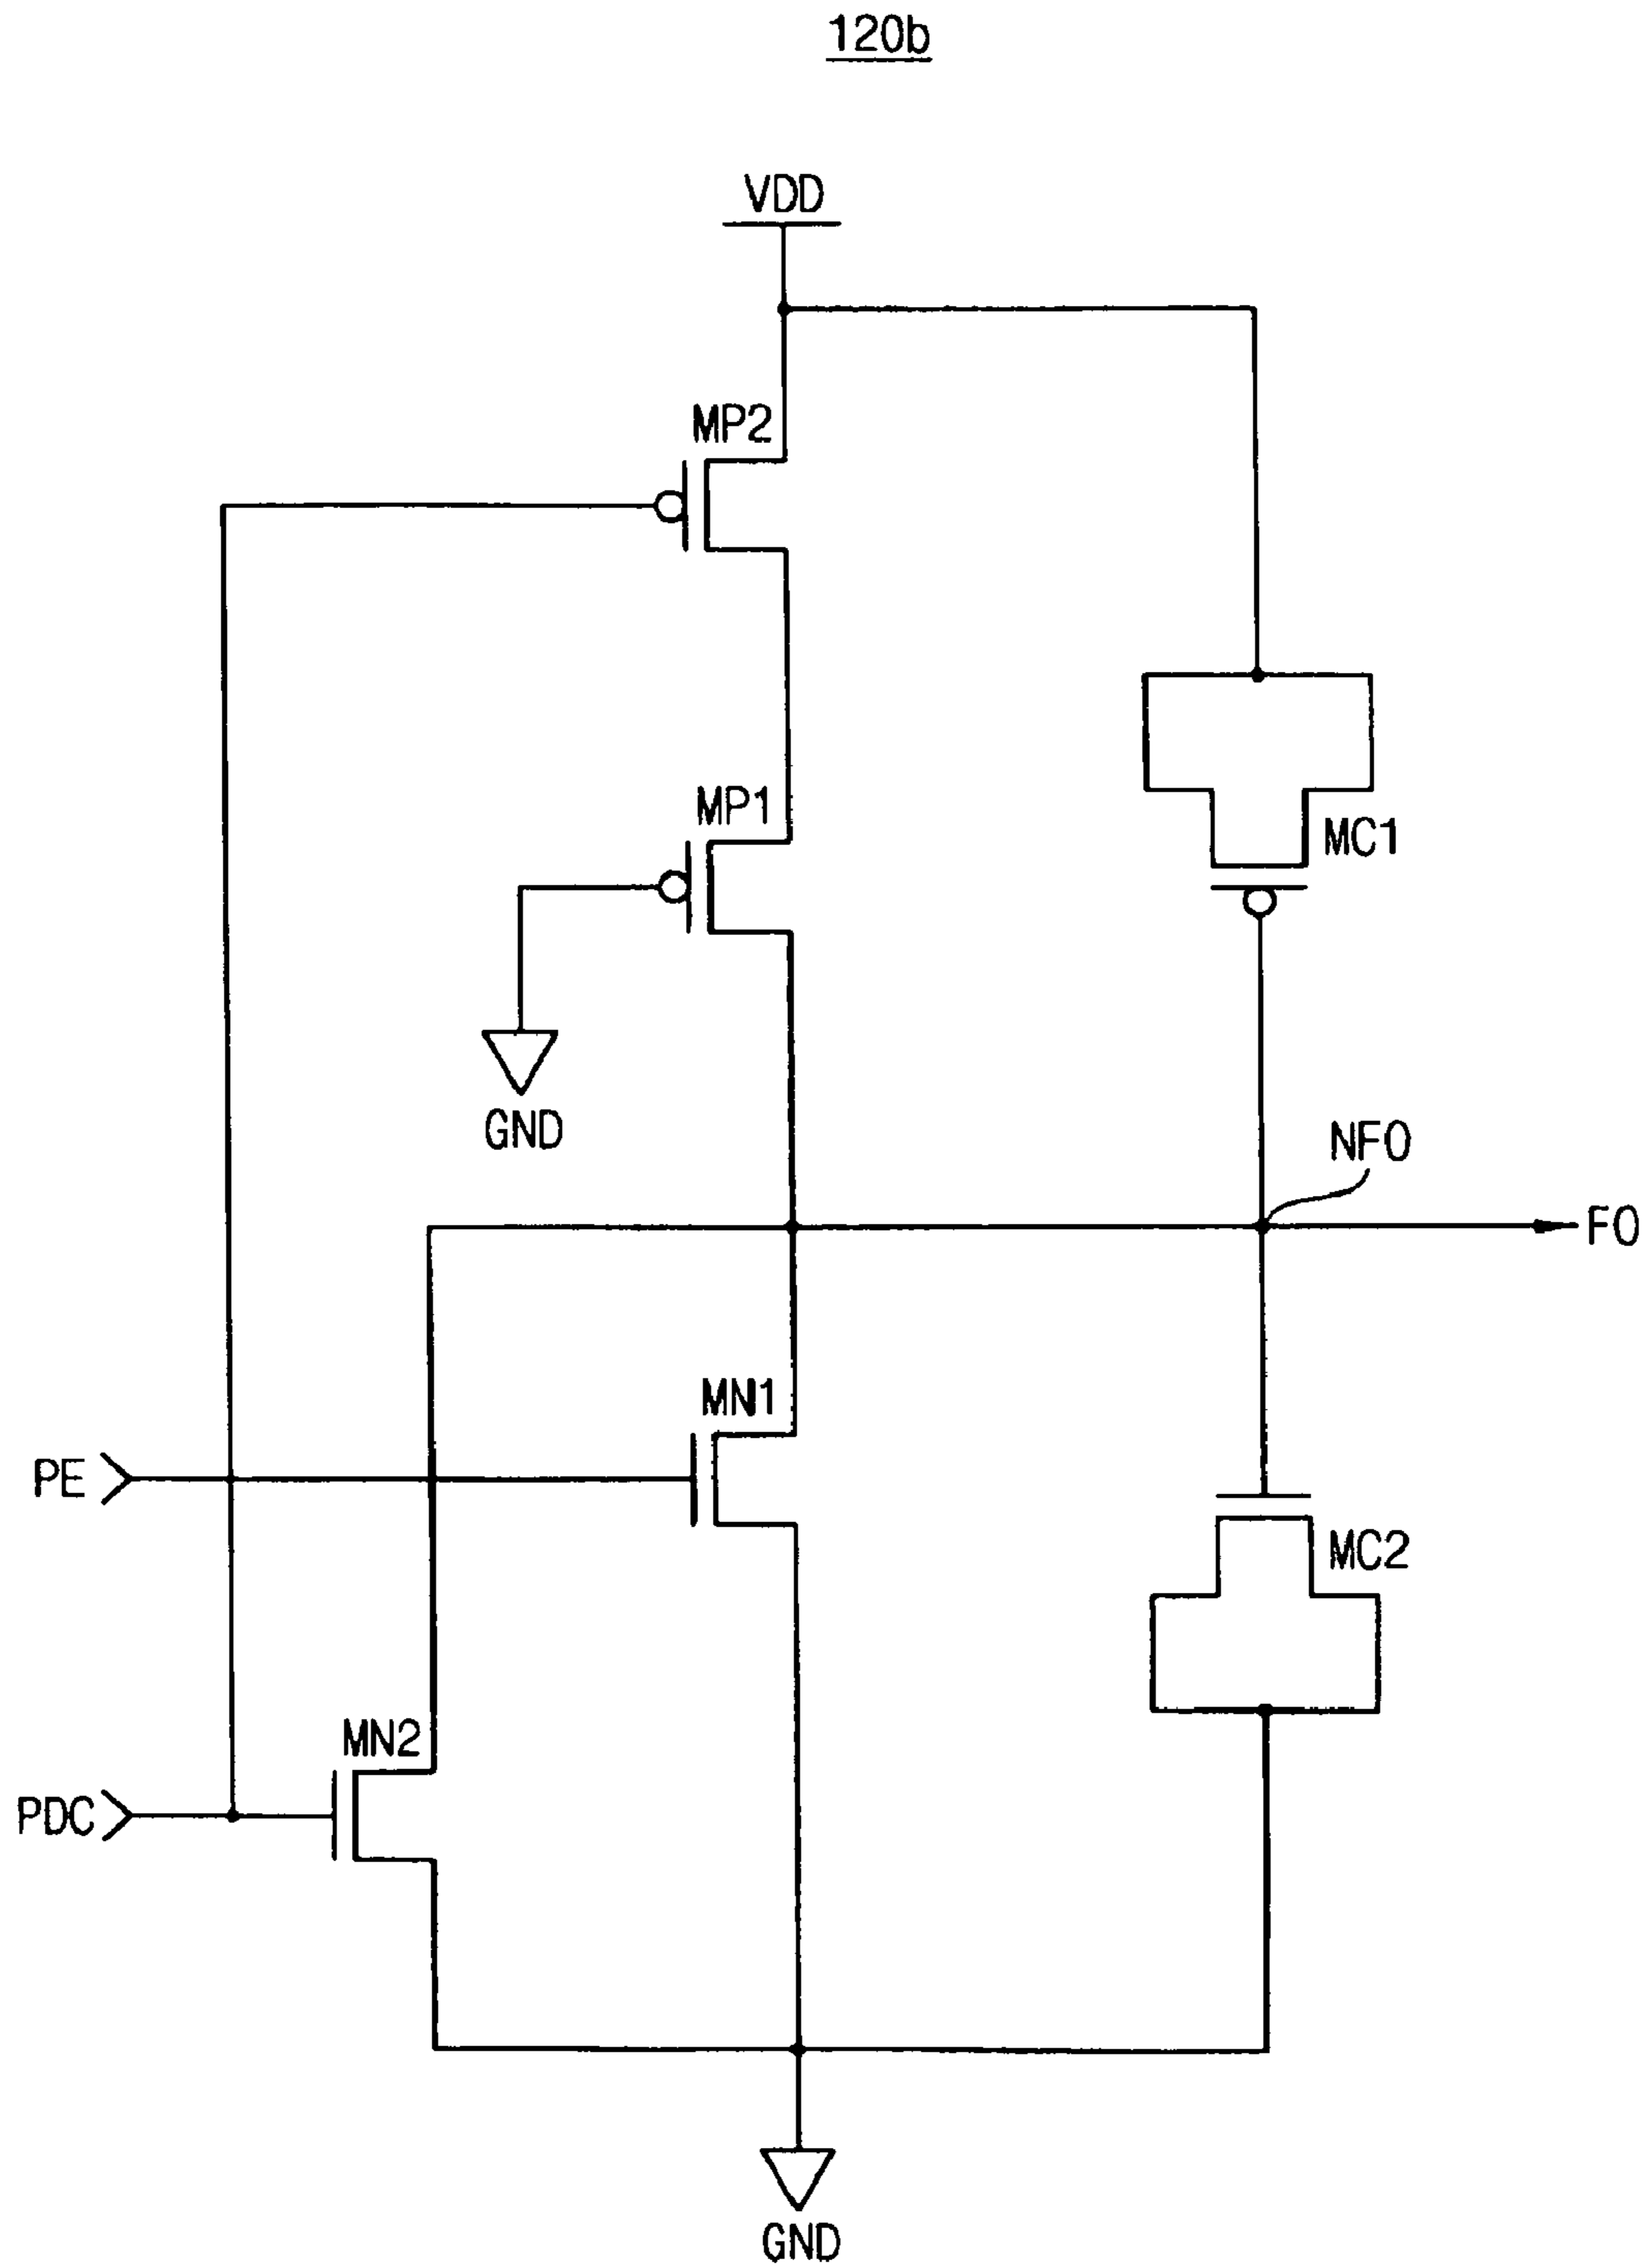 120b
VDD
MP2
MP1
MC1
GND
NFO
FO
MN1
PE
MC2
MN2
PDC
GND